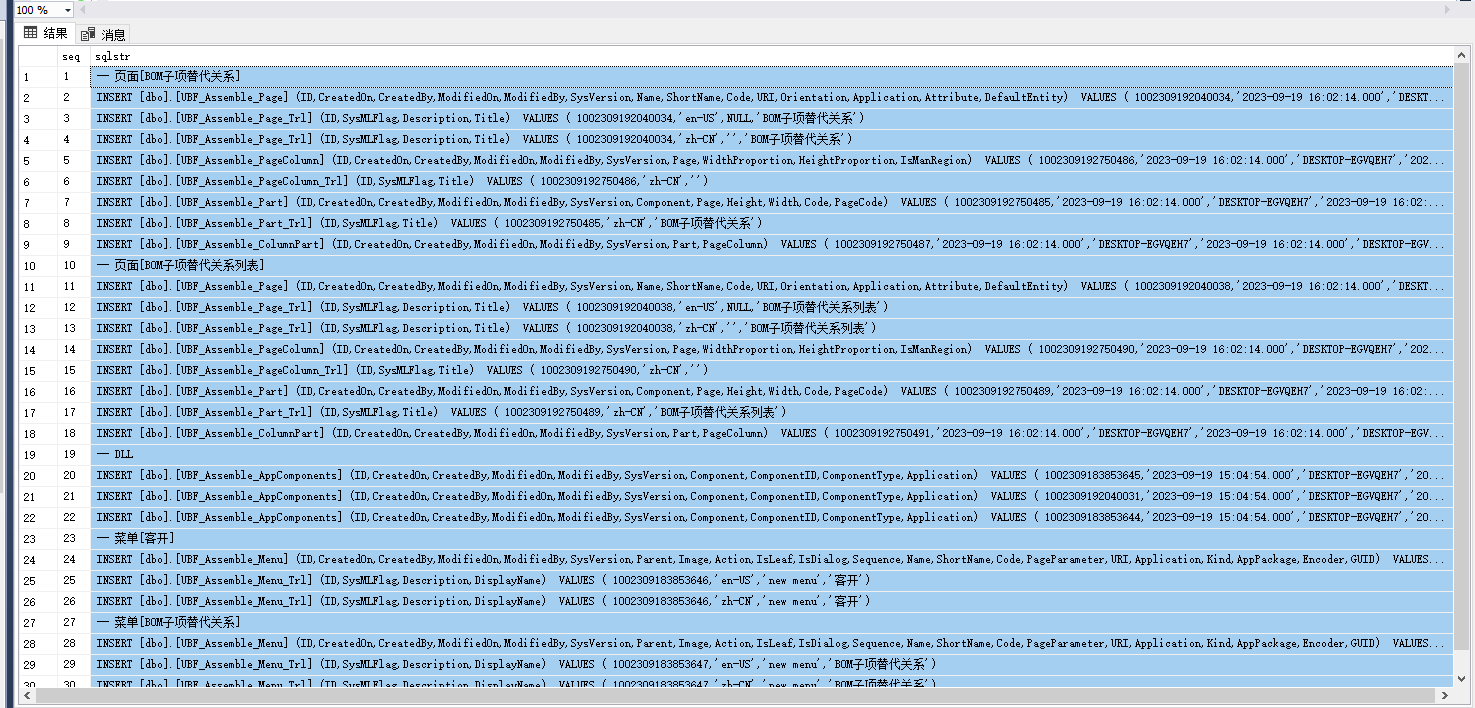 100 %
结果 消息
seq sqlstr
1 1 -- 页面[BOM子项替代关系]
2 2 INSERT [dbo].[UBF_Assemble_Page] (ID,CreatedOn,CreatedBy,ModifiedOn,ModifiedBy,SysVersion,Name,ShortName,Code,URI,Orientation,Application,Attribute,DefaultEntity) VALUES ( 1002309192040034,'2023-09-19 16:02:14.000','DESKT...
3 3 INSERT [dbo].[UBF_Assemble_Page_Trl] (ID,SysMLFlag,Description,Title) VALUES ( 1002309192040034,'en-US',NULL,'BOM子项替代关系')
4 4 INSERT [dbo].[UBF_Assemble_Page_Trl] (ID,SysMLFlag,Description,Title) VALUES ( 1002309192040034,'zh-CN','','BOM子项替代关系')
5 5 INSERT [dbo].[UBF_Assemble_PageColumn] (ID,CreatedOn,CreatedBy,ModifiedOn,ModifiedBy,SysVersion,Page,WidthProportion,HeightProportion,IsManRegion) VALUES ( 1002309192750486,'2023-09-19 16:02:14.000','DESKTOP-EGVQEH7','202...
6 6 INSERT [dbo].[UBF_Assemble_PageColumn_Trl] (ID,SysMLFlag,Title) VALUES ( 1002309192750486,'zh-CN','')
7 7 INSERT [dbo].[UBF_Assemble_Part] (ID,CreatedOn,CreatedBy,ModifiedOn,ModifiedBy,SysVersion,Component,Page,Height,Width,Code,PageCode) VALUES ( 1002309192750485,'2023-09-19 16:02:14.000','DESKTOP-EGVQEH7','2023-09-19 16:02:...
8 8 INSERT [dbo].[UBF_Assemble_Part_Trl] (ID,SysMLFlag,Title) VALUES ( 1002309192750485,'zh-CN','BOM子项替代关系')
9 9 INSERT [dbo].[UBF_Assemble_ColumnPart] (ID,CreatedOn,CreatedBy,ModifiedOn,ModifiedBy,SysVersion,Part,PageColumn) VALUES ( 1002309192750487,'2023-09-19 16:02:14.000','DESKTOP-EGVQEH7','2023-09-19 16:02:14.000','DESKTOP-EGV...
10 10 -- 页面[BOM子项替代关系列表]
11 11 INSERT [dbo].[UBF_Assemble_Page] (ID,CreatedOn,CreatedBy,ModifiedOn,ModifiedBy,SysVersion,Name,ShortName,Code,URI,Orientation,Application,Attribute,DefaultEntity) VALUES ( 1002309192040038,'2023-09-19 16:02:14.000','DESKT...
12 12 INSERT [dbo].[UBF_Assemble_Page_Trl] (ID,SysMLFlag,Description,Title) VALUES ( 1002309192040038,'en-US',NULL,'BOM子项替代关系列表')
13 13 INSERT [dbo].[UBF_Assemble_Page_Trl] (ID,SysMLFlag,Description,Title) VALUES ( 1002309192040038,'zh-CN','','BOM子项替代关系列表')
14 14 INSERT [dbo].[UBF_Assemble_PageColumn] (ID,CreatedOn,CreatedBy,ModifiedOn,ModifiedBy,SysVersion,Page,WidthProportion,HeightProportion,IsManRegion) VALUES ( 1002309192750490,'2023-09-19 16:02:14.000','DESKTOP-EGVQEH7','202...
15 15 INSERT [dbo].[UBF_Assemble_PageColumn_Trl] (ID,SysMLFlag,Title) VALUES ( 1002309192750490,'zh-CN','')
16 16 INSERT [dbo].[UBF_Assemble_Part] (ID,CreatedOn,CreatedBy,ModifiedOn,ModifiedBy,SysVersion,Component,Page,Height,Width,Code,PageCode) VALUES ( 1002309192750489,'2023-09-19 16:02:14.000','DESKTOP-EGVQEH7','2023-09-19 16:02:...
17 17 INSERT [dbo].[UBF_Assemble_Part_Trl] (ID,SysMLFlag,Title) VALUES ( 1002309192750489,'zh-CN','BOM子项替代关系列表')
18 18 INSERT [dbo].[UBF_Assemble_ColumnPart] (ID,CreatedOn,CreatedBy,ModifiedOn,ModifiedBy,SysVersion,Part,PageColumn) VALUES ( 1002309192750491,'2023-09-19 16:02:14.000','DESKTOP-EGVQEH7','2023-09-19 16:02:14.000','DESKTOP-EGV...
19 19 -- DLL
20 20 INSERT [dbo].[UBF_Assemble_AppComponents] (ID,CreatedOn,CreatedBy,ModifiedOn,ModifiedBy,SysVersion,Component,ComponentID,ComponentType,Application) VALUES ( 1002309183853645,'2023-09-19 15:04:54.000','DESKTOP-EGVQEH7','20...
21 21 INSERT [dbo].[UBF_Assemble_AppComponents] (ID,CreatedOn,CreatedBy,ModifiedOn,ModifiedBy,SysVersion,Component,ComponentID,ComponentType,Application) VALUES ( 1002309192040031,'2023-09-19 15:04:54.000','DESKTOP-EGVQEH7','20...
22 22 INSERT [dbo].[UBF_Assemble_AppComponents] (ID,CreatedOn,CreatedBy,ModifiedOn,ModifiedBy,SysVersion,Component,ComponentID,ComponentType,Application) VALUES ( 1002309183853644,'2023-09-19 15:04:54.000','DESKTOP-EGVQEH7','20...
23 23 -- 菜单[客开]
24 24 INSERT [dbo].[UBF_Assemble_Menu] (ID,CreatedOn,CreatedBy,ModifiedOn,ModifiedBy,SysVersion,Parent,Image,Action,IsLeaf,IsDialog,Sequence,Name,ShortName,Code,PageParameter,URI,Application,Kind,AppPackage,Encoder,GUID) VALUES...
25 25 INSERT [dbo].[UBF_Assemble_Menu_Trl] (ID,SysMLFlag,Description,DisplayName) VALUES ( 1002309183853646,'en-US','new menu','客开')
26 26 INSERT [dbo].[UBF_Assemble_Menu_Trl] (ID,SysMLFlag,Description,DisplayName) VALUES ( 1002309183853646,'zh-CN','new menu','客开')
27 27 -- 菜单[BOM子项替代关系]
28 28 INSERT [dbo].[UBF_Assemble_Menu] (ID,CreatedOn,CreatedBy,ModifiedOn,ModifiedBy,SysVersion,Parent,Image,Action,IsLeaf,IsDialog,Sequence,Name,ShortName,Code,PageParameter,URI,Application,Kind,AppPackage,Encoder,GUID) VALUES...
29 29 INSERT [dbo].[UBF_Assemble_Menu_Trl] (ID,SysMLFlag,Description,DisplayName) VALUES ( 1002309183853647,'en-US','new menu','BOM子项替代关系')
30 30 INSERT [dbo].[UBF_Assemble_Menu_Trl] (ID,SysMLFlag,Description,DisplayName) VALUES ( 1002309183853647,'zh-CN','new menu','BOM子项替代关系')